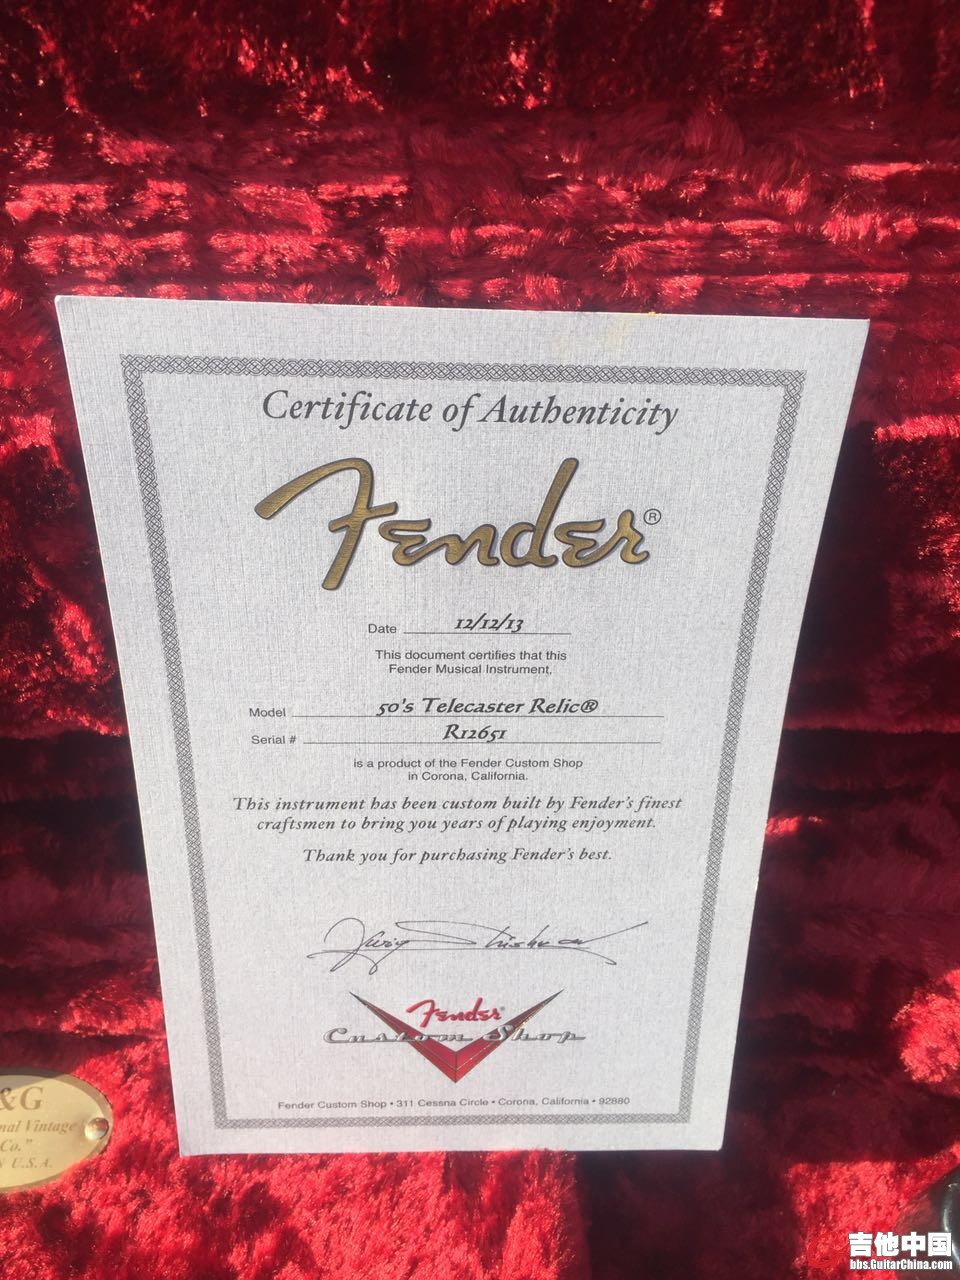 Certificate of Authenticity
Fender®
Date 12/12/13
This document certifies that this
Fender Musical Instrument,
Model 50's Telecaster Relic®
Serial # R12651
is a product of the Fender Custom Shop
in Corona, California.
This instrument has been custom built by Fender's finest
craftsmen to bring you years of playing enjoyment.
Thank you for purchasing Fender's best.
Fender
Custom Shop
Fender Custom Shop • 311 Cessna Circle • Corona, California • 92880
&G
nal Vintage
Co."
U.S.A.
吉他中国
bbs.GuitarChina.com